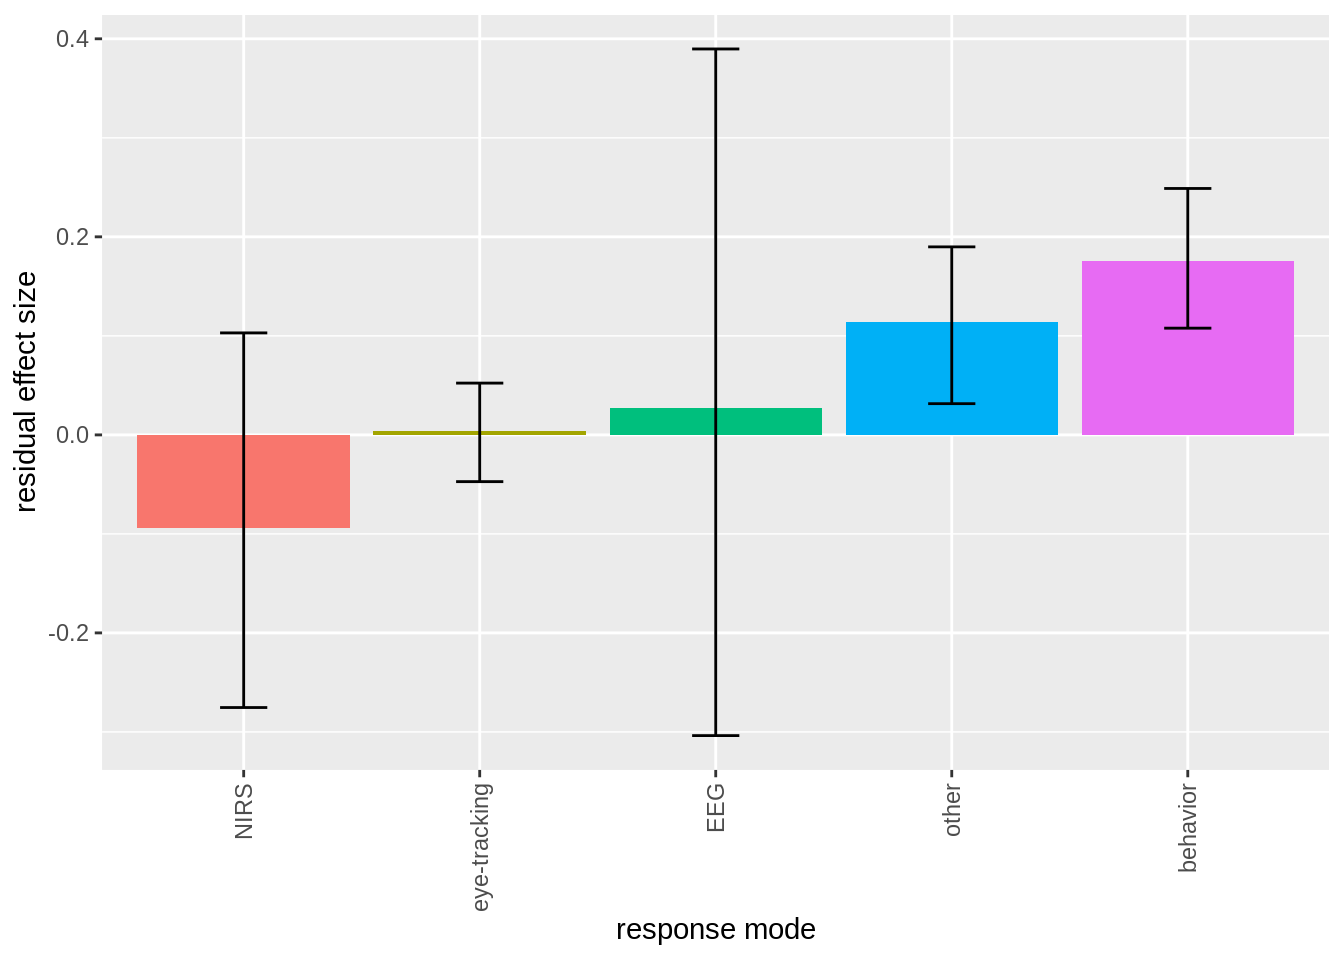 residual effect size
0.4
0.2
0.0
-0.2
NIRS
eye-tracking
EEG
other
behavior
response mode